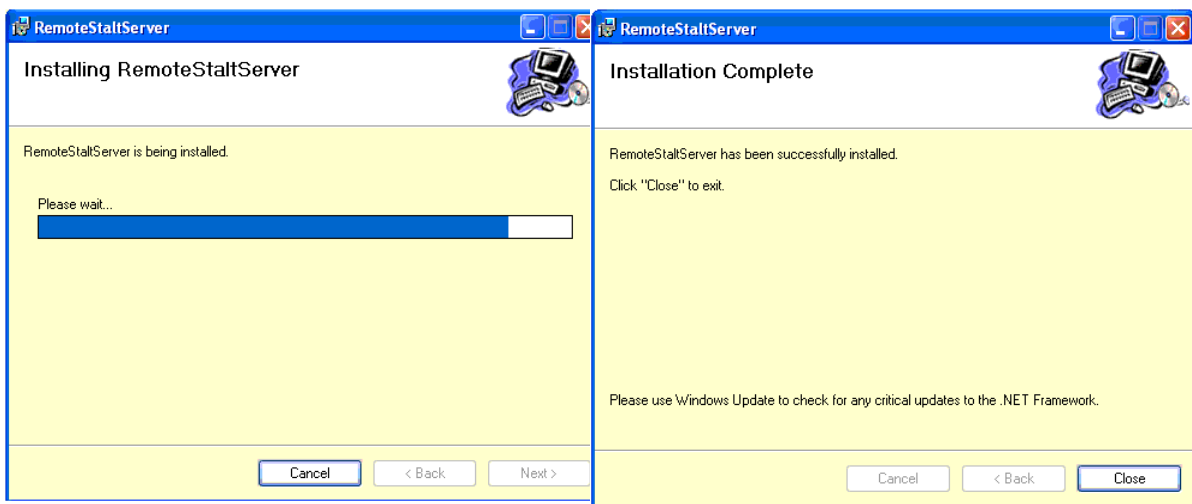 RemoteStaltServer
Installing RemoteStaltServer
RemoteStaltServer is being installed.
Please wait...
Cancel
< Back
Next >
RemoteStaltServer
Installation Complete
RemoteStaltServer has been successfully installed.
Click "Close" to exit.
Please use Windows Update to check for any critical updates to the .NET Framework.
Cancel
< Back
Close